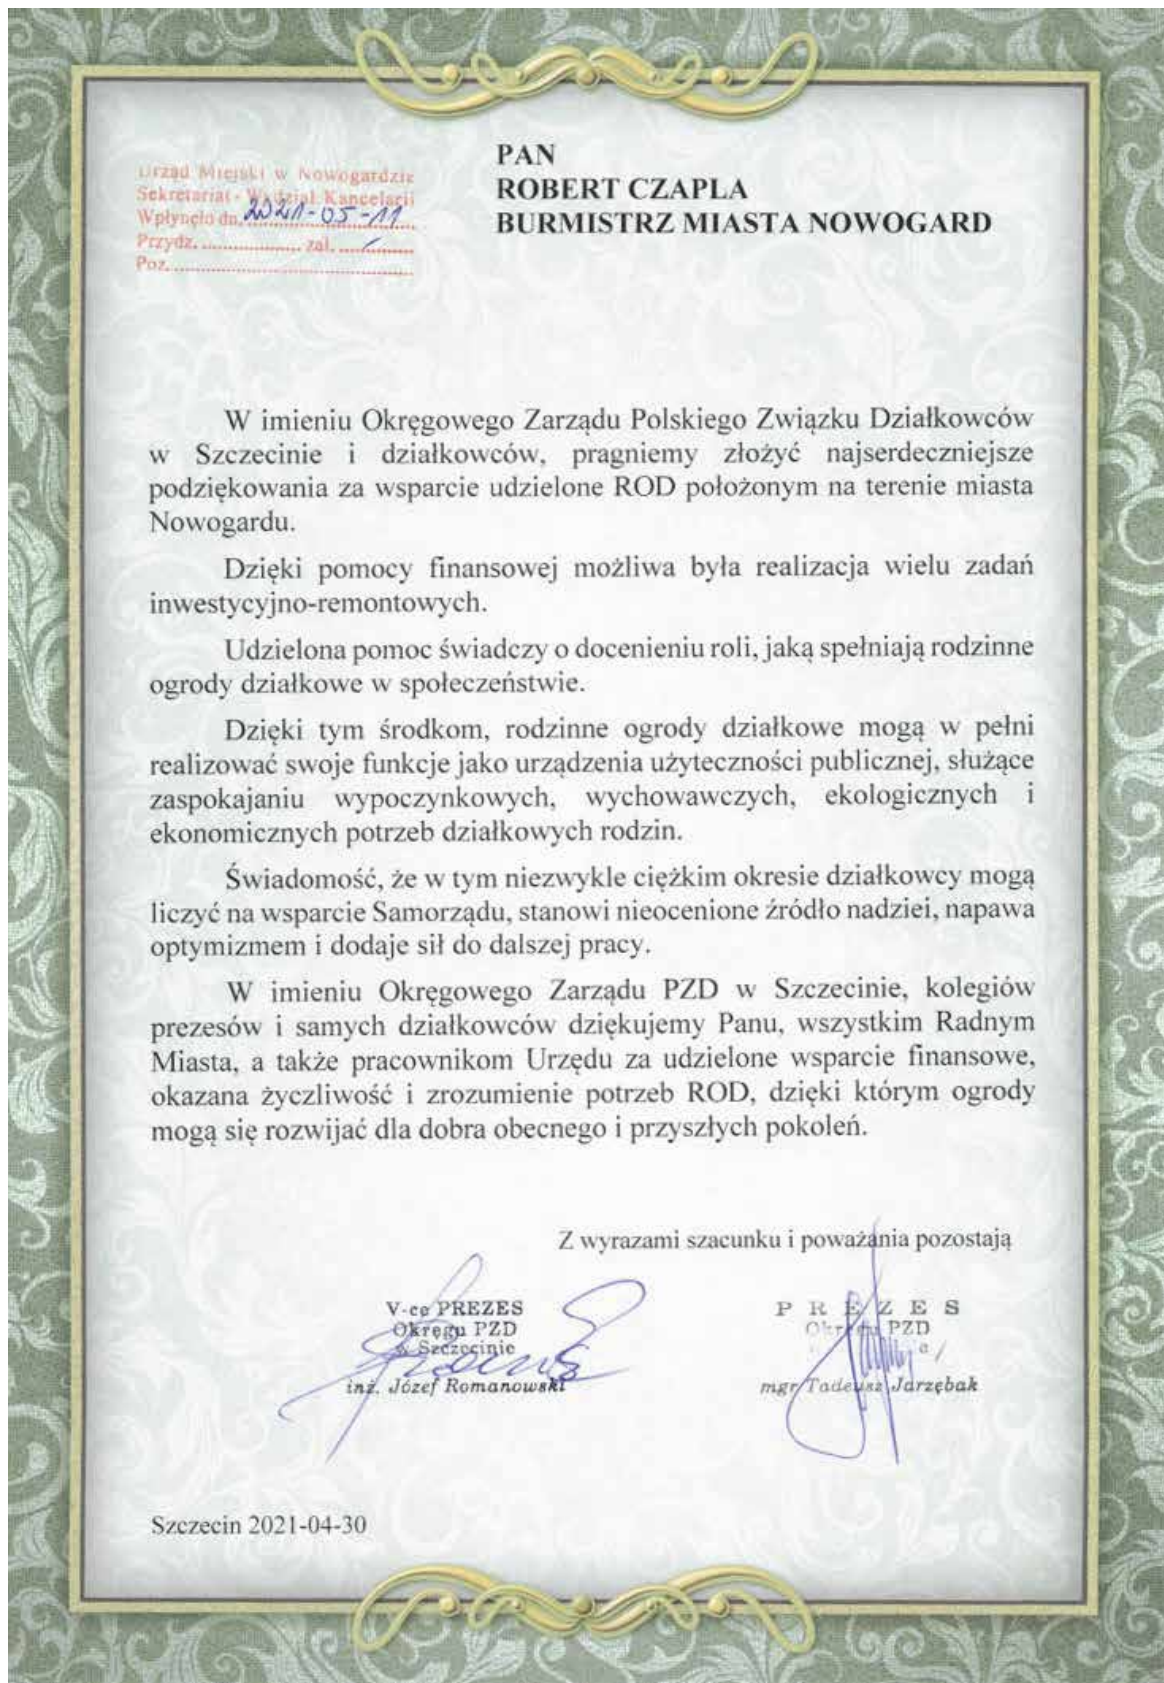 Urząd Miejski w Nowogardzie
Sekretariat - Wydział Kancelarii
Wpłynęło dn. 2021-05-11
Przydz. .................... zał. ...............
Poz. ................................................
PAN
ROBERT CZAPLA
BURMISTRZ MIASTA NOWOGARD
W imieniu Okręgowego Zarządu Polskiego Związku Działkowców
w Szczecinie i działkowców, pragniemy złożyć najserdeczniejsze
podziękowania za wsparcie udzielone ROD położonym na terenie miasta
Nowogardu.
Dzięki pomocy finansowej możliwa była realizacja wielu zadań
inwestycyjno-remontowych.
Udzielona pomoc świadczy o docenieniu roli, jaką spełniają rodzinne
ogrody działkowe w społeczeństwie.
Dzięki tym środkom, rodzinne ogrody działkowe mogą w pełni
realizować swoje funkcje jako urządzenia użyteczności publicznej, służące
zaspokajaniu wypoczynkowych, wychowawczych, ekologicznych i
ekonomicznych potrzeb działkowych rodzin.
Świadomość, że w tym niezwykle ciężkim okresie działkowcy mogą
liczyć na wsparcie Samorządu, stanowi nieocenione źródło nadziei, napawa
optymizmem i dodaje sił do dalszej pracy.
W imieniu Okręgowego Zarządu PZD w Szczecinie, kolegiów
prezesów i samych działkowców dziękujemy Panu, wszystkim Radnym
Miasta, a także pracownikom Urzędu za udzielone wsparcie finansowe,
okazana życzliwość i zrozumienie potrzeb ROD, dzięki którym ogrody
mogą się rozwijać dla dobra obecnego i przyszłych pokoleń.
Z wyrazami szacunku i poważania pozostają
V-ce PREZES
Okręgu PZD
w Szczecinie
inż. Józef Romanowski
PREZES
Okręgu PZD
mgr Tadeusz Jarzębak
Szczecin 2021-04-30